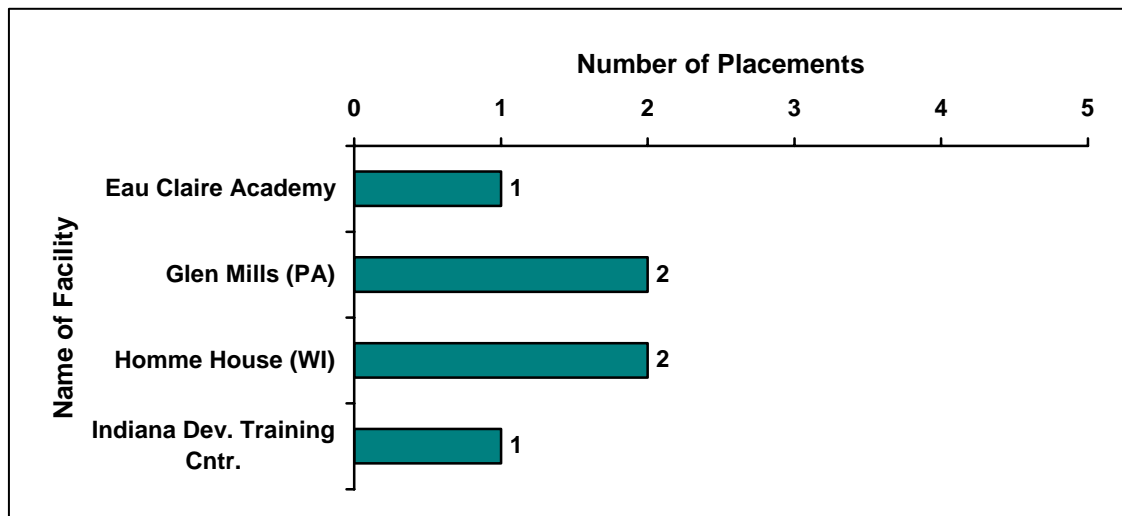 Number of Placements
0 1 2 3 4 5
Name of Facility
Eau Claire Academy 1
Glen Mills (PA) 2
Homme House (WI) 2
Indiana Dev. Training
Cntr. 1